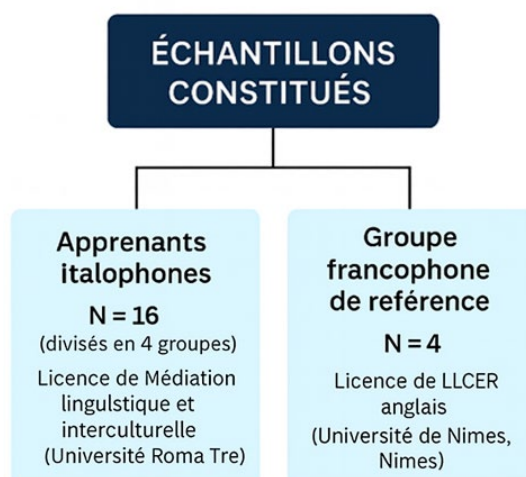 ÉCHANTILLONS
CONSTITUÉS
Apprenants
italophones
N = 16
(divisés en 4 groupes)
Licence de Médiation
lingulstique et
interculturelle
(Université Roma Tre)
Groupe
francophone
de reférence
N = 4
Licence de LLCER
anglais
(Université de Nimes,
Nimes)